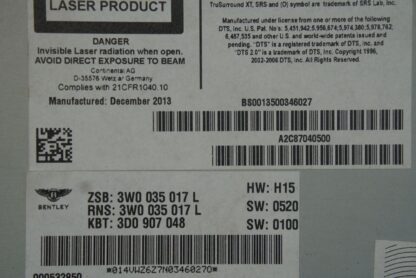 LASER PRODUCT
DANGER
Invisible Laser radiation when open.
AVOID DIRECT EXPOSURE TO BEAM
Continental AG
D-35576 Wetzlar Germany
Complies with 21CFR1040.10
Manufactured: December 2013
TruSurround XT, SRS and (O) symbol are trademark of SRS Labs, Inc.
Manufactured under license from one or more of the following
DTS, Inc. U.S. Pat. No's: 5,451,942; 5,956,674; 5,974,380; 5,978,762;
6,487,535 and other U.S. and world-wide patents issued and
pending. "DTS" is a registered trademark of DTS, Inc. and
"DTS 2.0" is a trademark of DTS, Inc. Copyright 1996,
2002-2006 DTS, Inc. All Rights Reserved.
BS0013500346027
A2C87040500
BENTLEY
ZSB: 3W0 035 017 L
RNS: 3W0 035 017 L
KBT: 3D0 907 048
HW: H15
SW: 0520
SW: 0100
*014VWZ6Z7N0346027O*